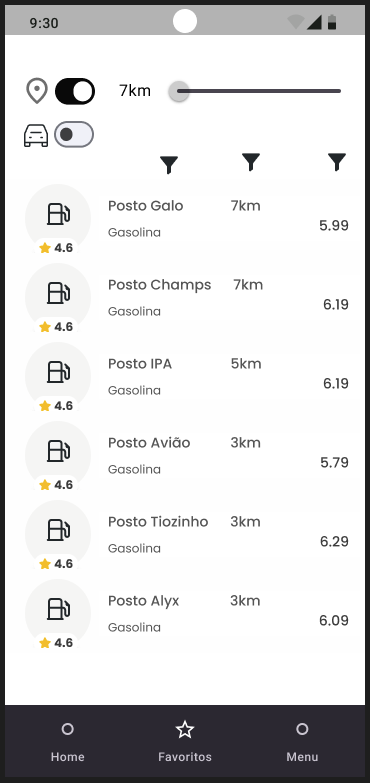 9:30
7km
Posto Galo 7km
Gasolina 5.99
4.6
Posto Champs 7km
Gasolina 6.19
4.6
Posto IPA 5km
Gasolina 6.19
4.6
Posto Avião 3km
Gasolina 5.79
4.6
Posto Tiozinho 3km
Gasolina 6.29
4.6
Posto Alyx 3km
Gasolina 6.09
4.6
Home Favoritos Menu